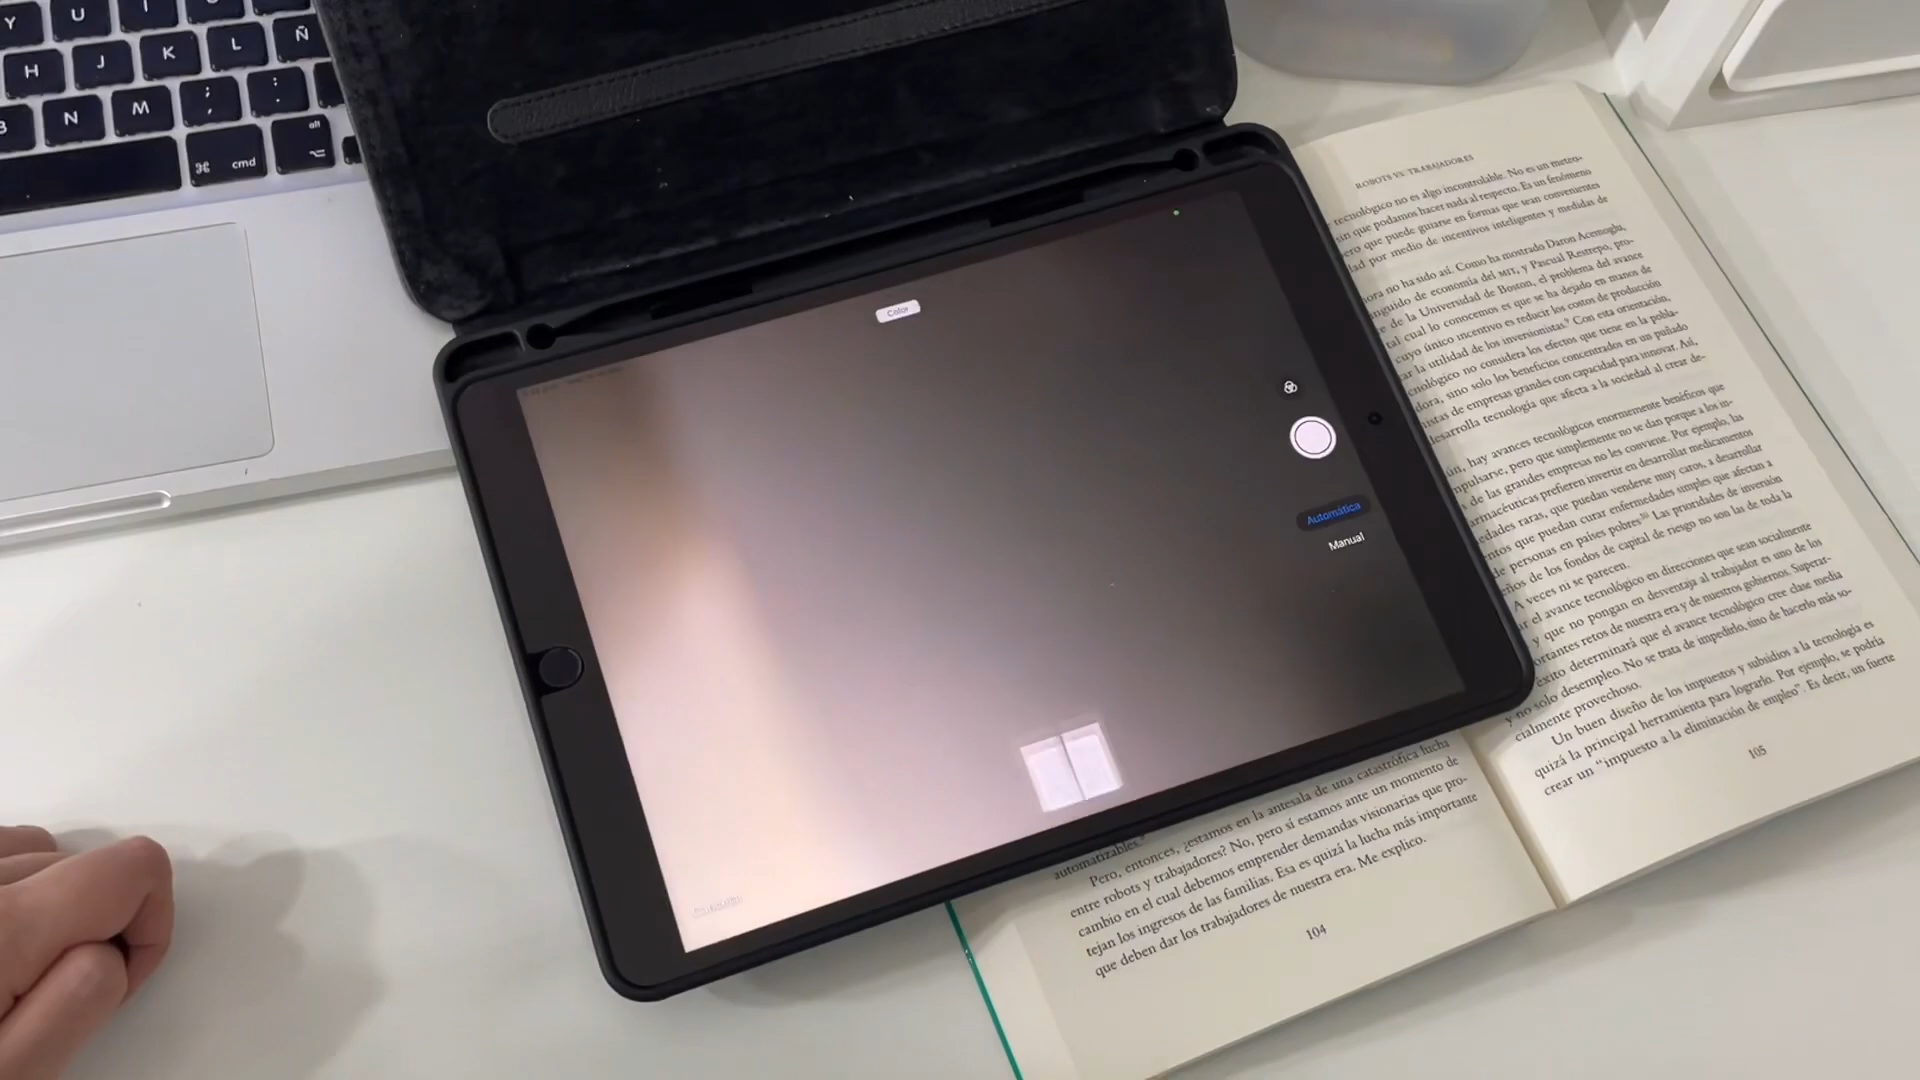 Y U I
H J K L Ñ
B N M ; , : .
alt
⌘ cmd ⌥
Color
Automática
Manual
ROBOTS VS. TRABAJADORES
tecnológico no es algo incontrolable. No es un meteo-
sin que podamos hacer nada al respecto. Es un fenómeno
que puede guiarse en formas que sean convenientes
por medio de incentivos inteligentes y medidas de
no ha sido así. Como ha mostrado Daron Acemoglu,
de economía del MIT, y Pascual Restrepo, pro-
de la Universidad de Boston, el problema del avance
tal cual lo conocemos es que se ha dejado en manos de
cuyo único incentivo es reducir los costos de producción
la utilidad de los inversionistas.⁹ Con esta orientación,
no considera los efectos que tiene en la pobla-
sino solo los beneficios concentrados en un puñado
de empresas grandes con capacidad para innovar. Así,
desarrolla tecnología que afecta a la sociedad al crear de-
hay avances tecnológicos enormemente benéficos que
pero que simplemente no se dan porque a los in-
de las grandes empresas no les conviene. Por ejemplo, las
prefieren invertir en desarrollar medicamentos
raras, que puedan venderse muy caros, a desarrollar
que puedan curar enfermedades simples que afectan a
de personas en países pobres¹⁰ Las prioridades de inversión
de los fondos de capital de riesgo no son las de toda la
A veces ni se parecen.
el avance tecnológico en direcciones que sean socialmente
y que no pongan en desventaja al trabajador es uno de los
retos de nuestra era y de nuestros gobiernos. Superar-
éxito determinará que el avance tecnológico cree clase media
y no solo desempleo. No se trata de impedirlo, sino de hacerlo más so-
cialmente provechoso.
Un buen diseño de los impuestos y subsidios a la tecnología es
quizá la principal herramienta para lograrlo. Por ejemplo, se podría
crear un “impuesto a la eliminación de empleo”. Es decir, un fuerte
105
automatizables.
Pero, entonces, ¿estamos en la antesala de una catastrófica lucha
entre robots y trabajadores? No, pero sí estamos ante un momento de
cambio en el cual debemos emprender demandas visionarias que pro-
tejan los ingresos de las familias. Esa es quizá la lucha más importante
que deben dar los trabajadores de nuestra era. Me explico.
104